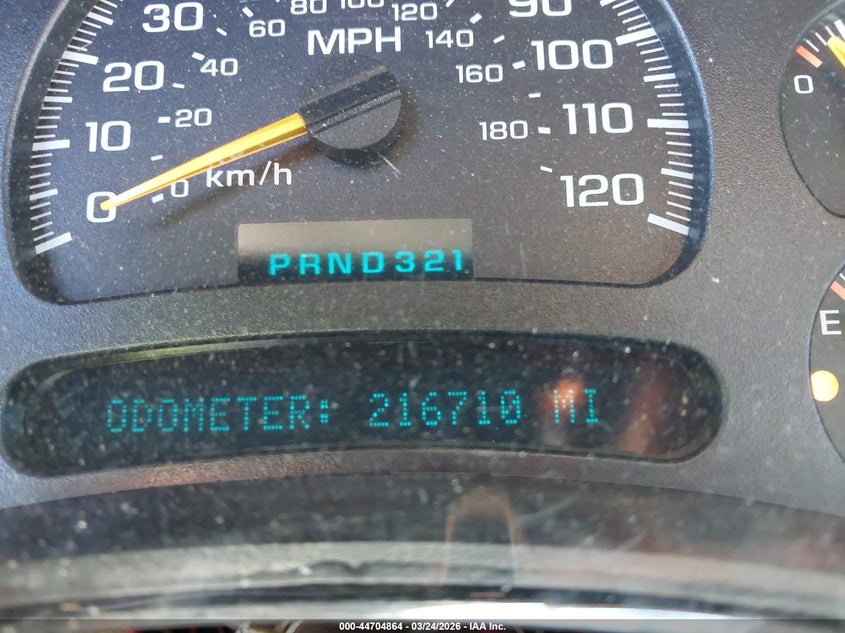 80 100 120
30 60 90
MPH 140
20 40 160 100
10 20 180 110
0 0 km/h 120
0
PRND321
E
ODOMETER: 216710 MI
000-44704864 - 03/24/2026 - IAA Inc.